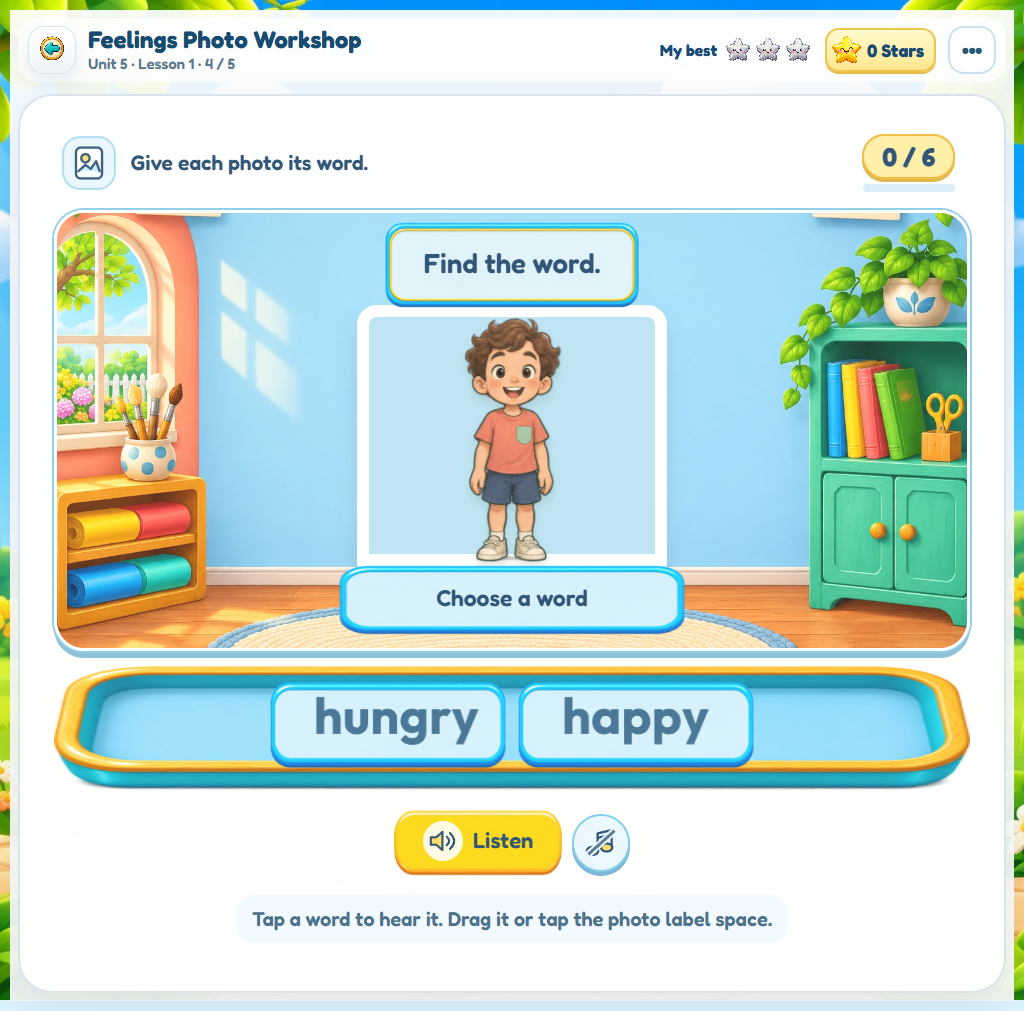 Feelings Photo Workshop
Unit 5 · Lesson 1 · 4 / 5
My best
0 Stars
Give each photo its word.
0 / 6
Find the word.
Choose a word
hungry
happy
Listen
Tap a word to hear it. Drag it or tap the photo label space.